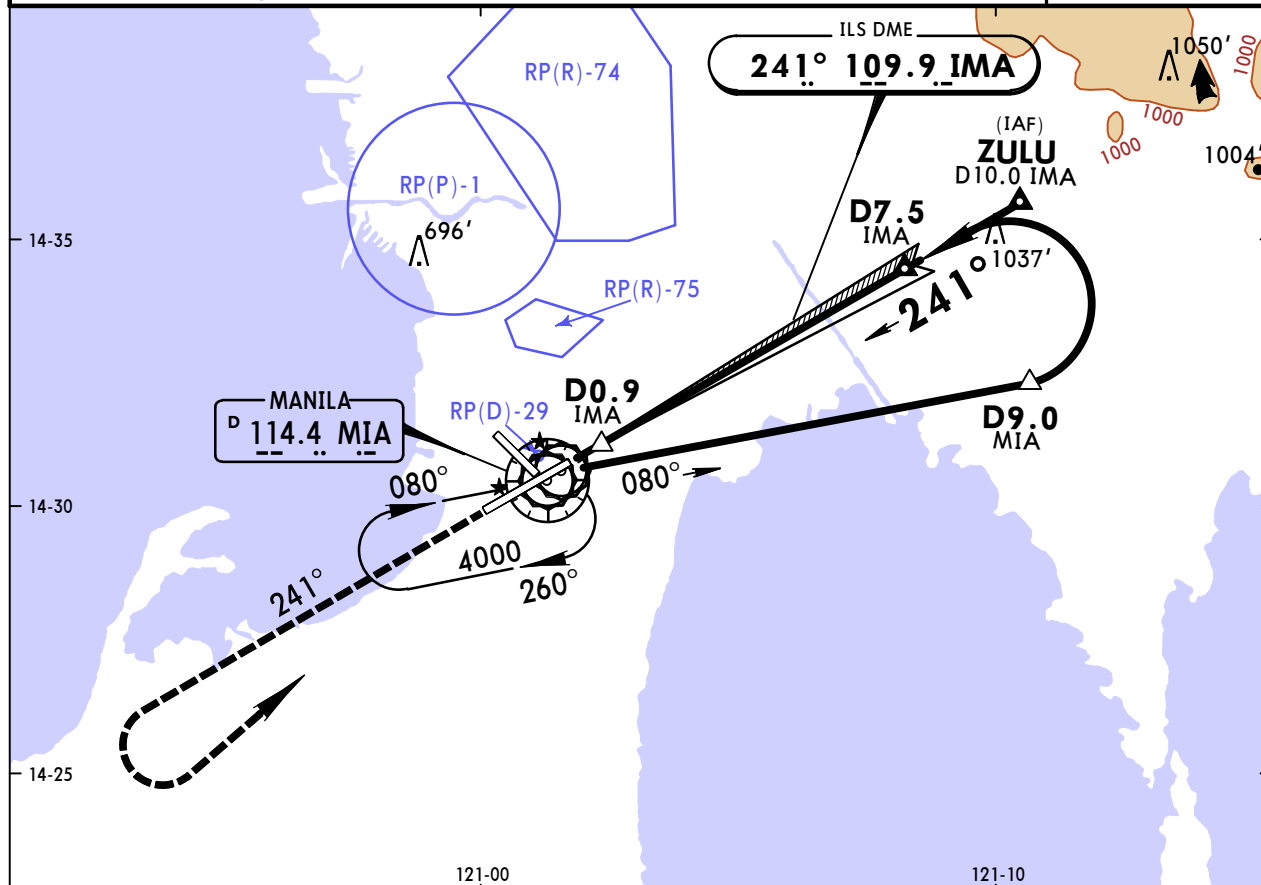 ILS DME
241° 109.9 IMA
RP(R)-74
1050'
1000
1000
1000
1004'
(IAF)
ZULU
D10.0 IMA
RP(P)-1
696'
D7.5
IMA
14-35
1037'
241°
RP(R)-75
MANILA
D 114.4 MIA
RP(D)-29
D0.9
IMA
D9.0
MIA
080°
080°
14-30
4000
260°
241°
14-25
121-00
121-10